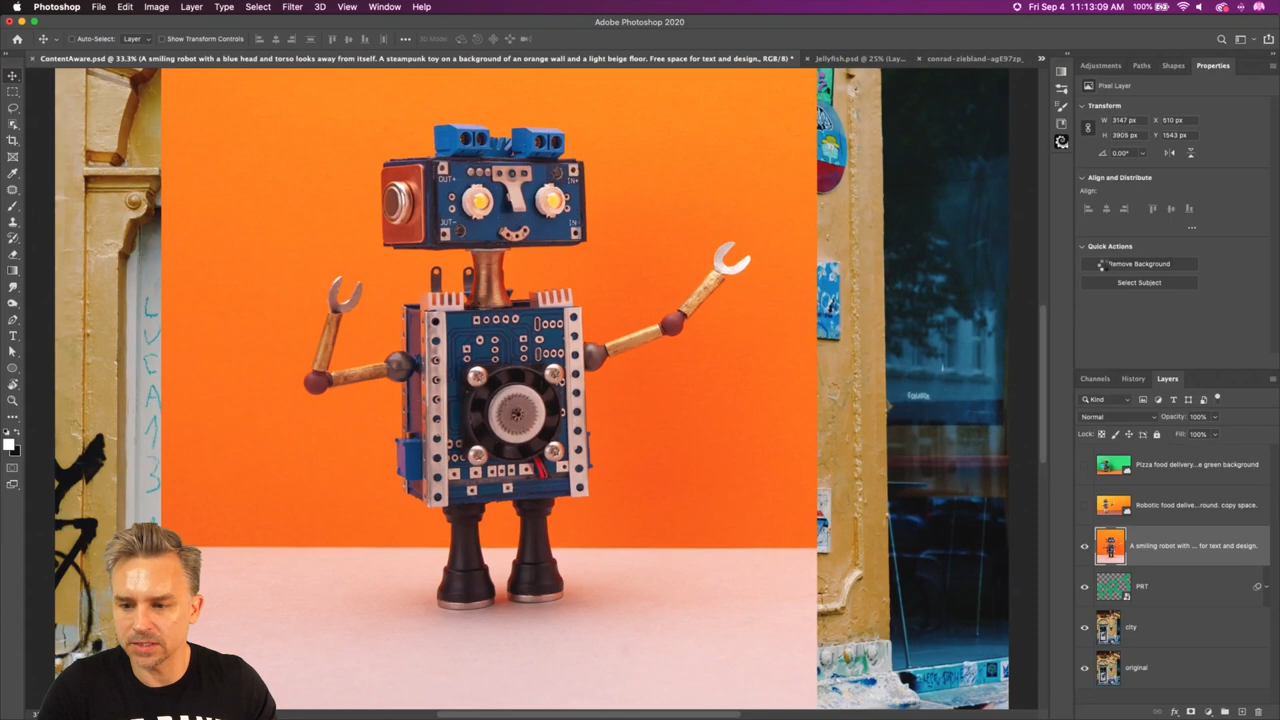 Photoshop File Edit Image Layer Type Select Filter 3D View Window Help
100% Fri Sep 4 11:13:09 AM
Adobe Photoshop 2020
Auto-Select: Layer Show Transform Controls 3D Mode:
ContentAware.psd @ 33.3% (A smiling robot with a blue head and torso looks away from itself. A steampunk toy on a background of an orange wall and a light beige floor. Free space for text and design., RGB/8) *
Jellyfish.psd @ 25% (Lay...
conrad-ziebland-agE97zp_
Adjustments Paths Shapes Properties
Pixel Layer
Transform
W 3147 px X 510 px
H 3905 px Y 1543 px
0.00°
Align and Distribute
Align:
Quick Actions
Remove Background
Select Subject
OUT+
IN+
IN-
Channels History Layers
Kind
Normal Opacity: 100%
Lock: Fill: 100%
Pizza food delivery...e green background
Robotic food delive...round. copy space.
A smiling robot with ... for text and design.
PRT
city
original